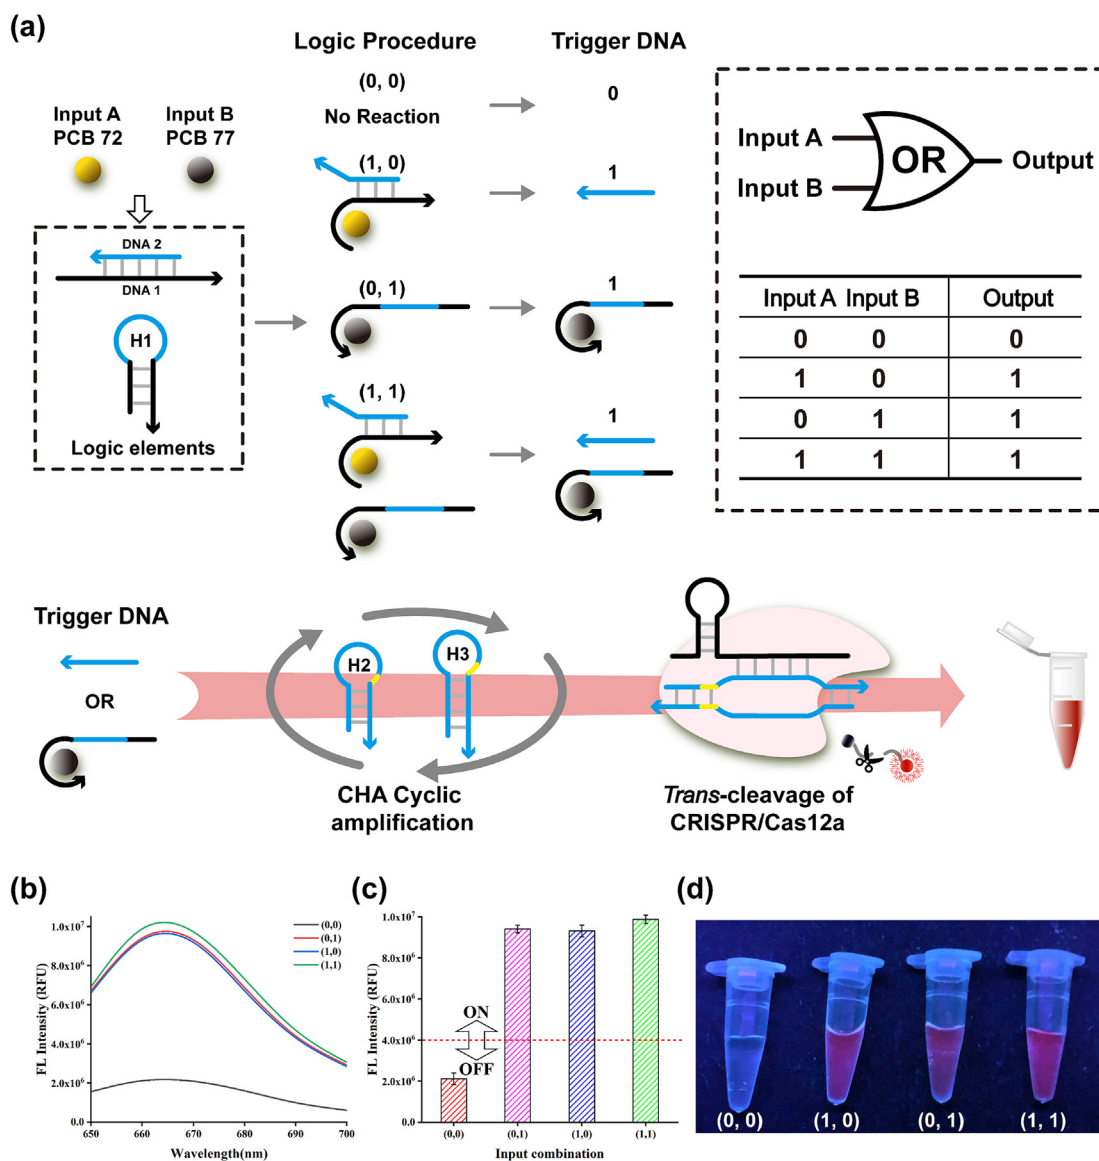 (a)
Logic Procedure
Trigger DNA
Input A
PCB 72
Input B
PCB 77
DNA 2
DNA 1
H1
Logic elements
(0, 0)
No Reaction
0
(1, 0)
1
(0, 1)
1
(1, 1)
1
Input A
Input B
OR
Output
Input A Input B Output
0 0 0
1 0 1
0 1 1
1 1 1
Trigger DNA
OR
H2
H3
CHA Cyclic
amplification
Trans-cleavage of
CRISPR/Cas12a
(b)
FL Intensity (RFU)
1.0x10⁷
8.0x10⁶
6.0x10⁶
4.0x10⁶
2.0x10⁶
0.0
650 660 670 680 690 700
Wavelength(nm)
(0,0)
(0,1)
(1,0)
(1,1)
(c)
FL Intensity (RFU)
1.0x10⁷
8.0x10⁶
6.0x10⁶
4.0x10⁶
2.0x10⁶
0.0
ON
OFF
(0,0) (0,1) (1,0) (1,1)
Input combination
(d)
(0, 0) (1, 0) (0, 1) (1, 1)